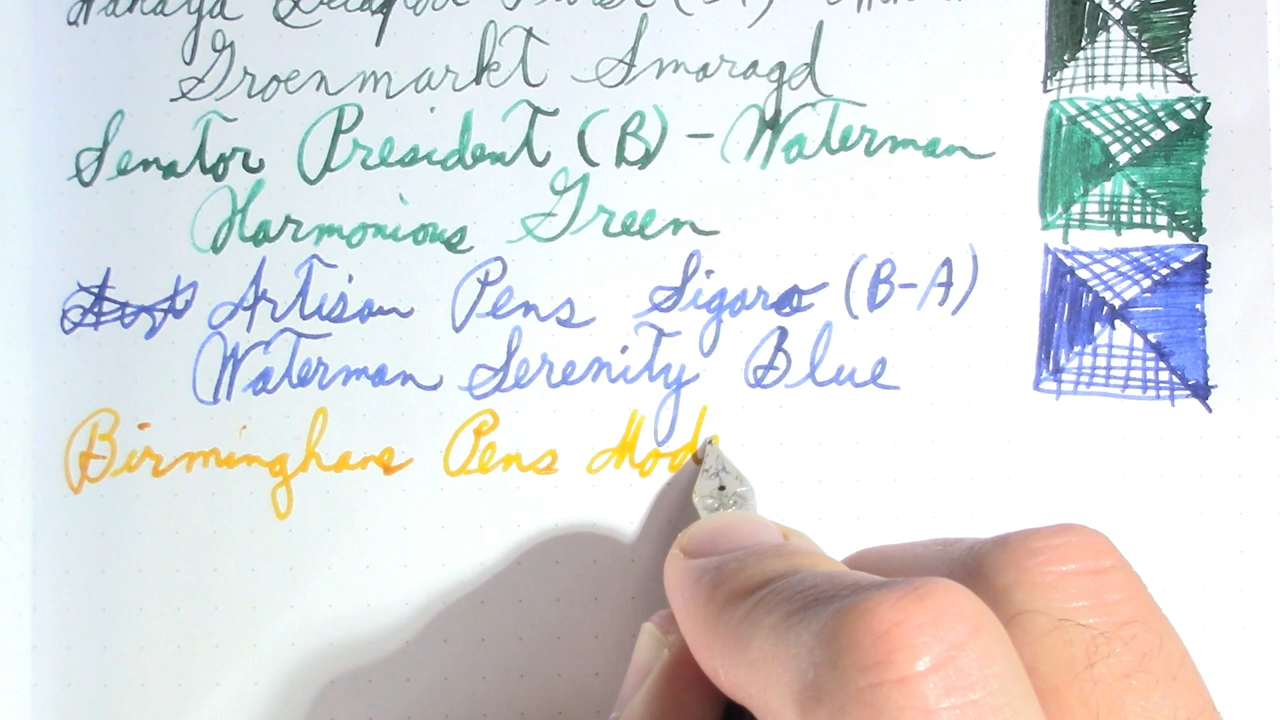 Groenmarkt Smaragd
Senator President (B) - Waterman
Harmonious Green
Artisan Pens Sigaro (B-A)
Waterman Serenity Blue
Birmingham Pens Mod